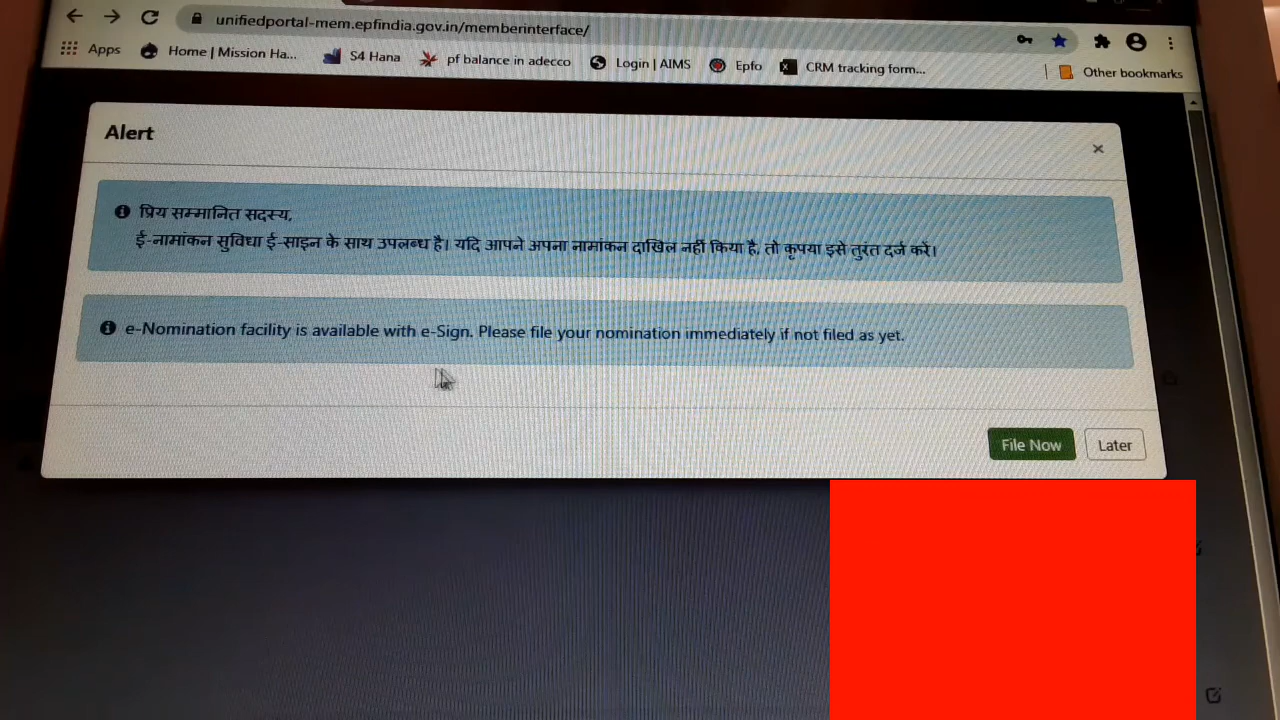 unifiedportal-mem.epfindia.gov.in/memberinterface/
Apps Home | Mission Ha... S4 Hana pf balance in adecco Login | AIMS Epfo CRM tracking form... Other bookmarks
Alert
प्रिय सम्मानित सदस्य,
ई-नामांकन सुविधा ई-साइन के साथ उपलब्ध है। यदि आपने अपना नामांकन दाखिल नहीं किया है, तो कृपया इसे तुरंत दर्ज करें।
e-Nomination facility is available with e-Sign. Please file your nomination immediately if not filed as yet.
File Now Later